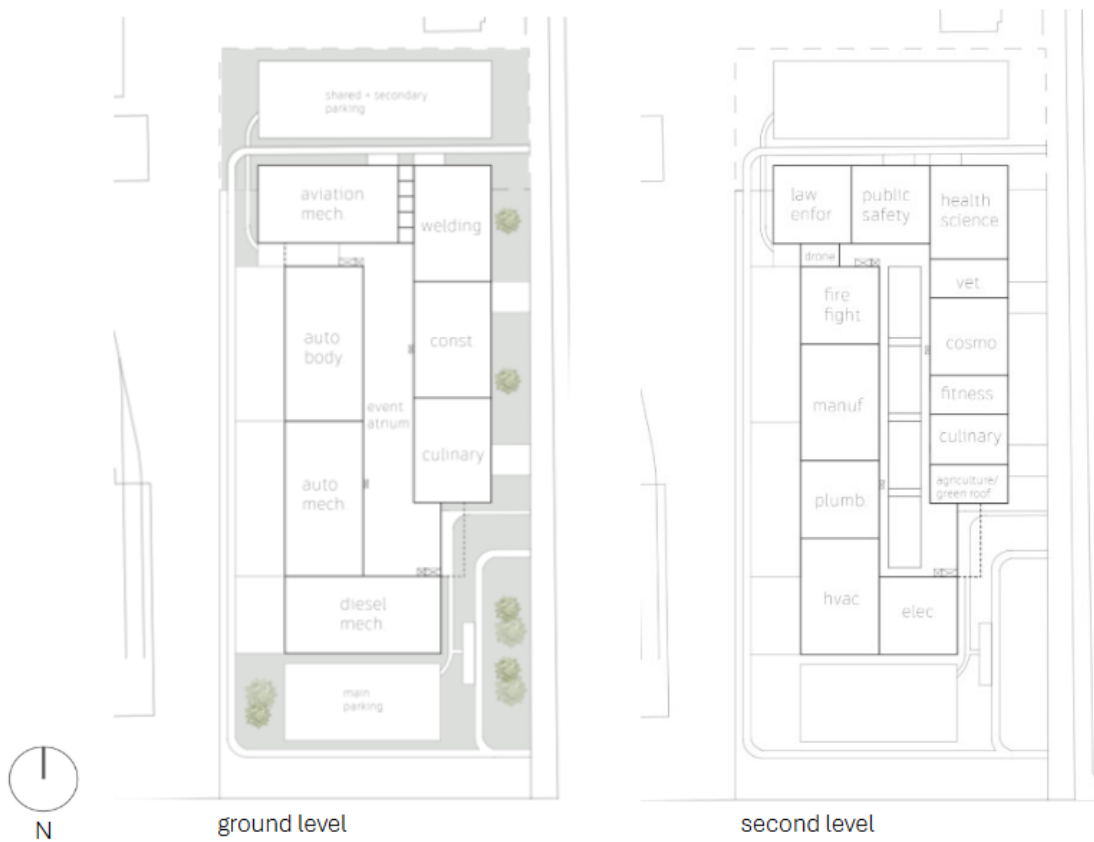 shared + secondary
parking
aviation
mech.
welding
auto
body
const.
event
atrium
culinary
auto
mech.
diesel
mech.
main
parking
N
ground level
law
enfor
public
safety
health
science
drone
vet.
fire
fight
cosmo
fitness
manuf
culinary
plumb
agriculture/
green roof
hvac
elec.
second level